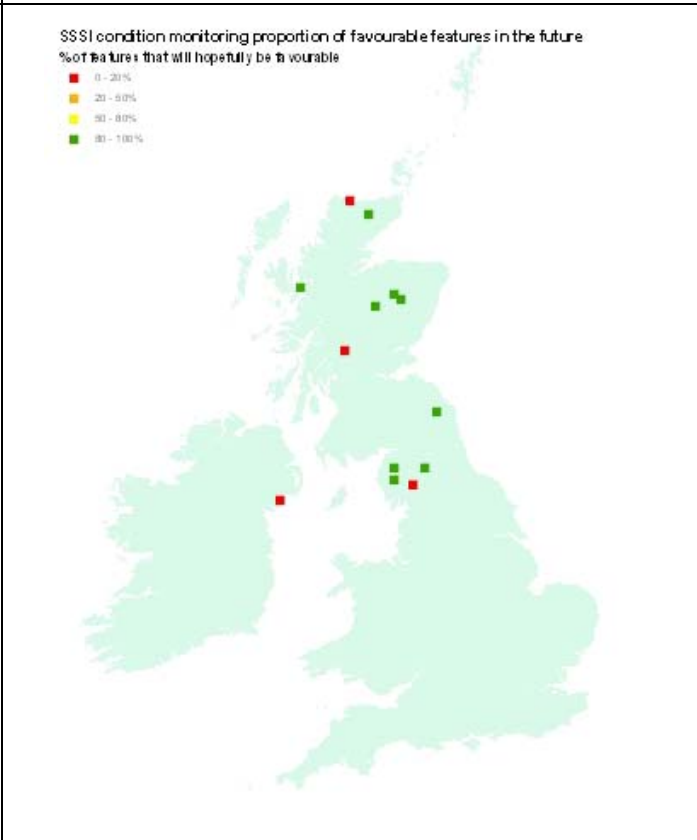 SSSI condition monitoring proportion of favourable features in the future
% of features that will hopefully be favourable
0 - 20%
20 - 50%
50 - 80%
80 - 100%